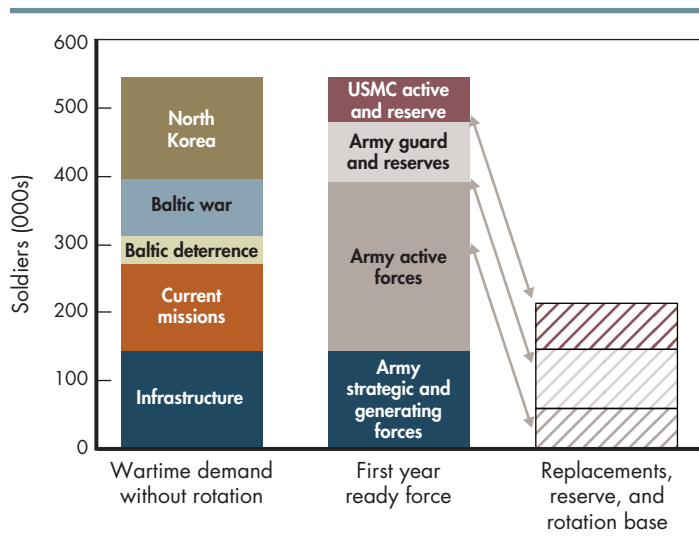 600
500
400
300
200
100
0
Soldiers (000s)
North
Korea
Baltic war
Baltic deterrence
Current
missions
Infrastructure
USMC active
and reserve
Army guard
and reserves
Army active
forces
Army
strategic and
generating
forces
Wartime demand
without rotation
First year
ready force
Replacements,
reserve, and
rotation base